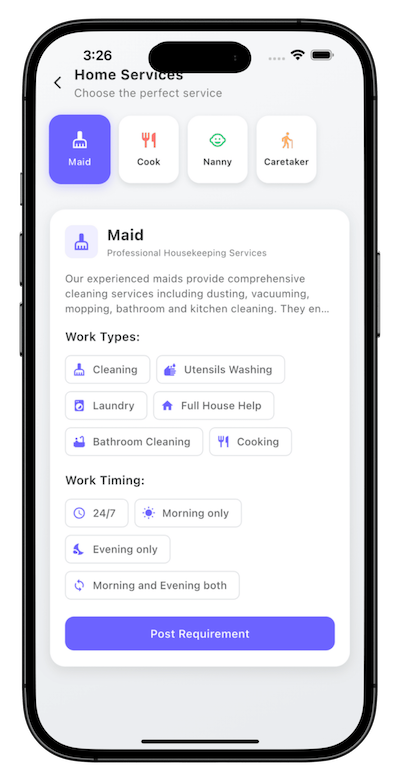 3:26
Home Services
Choose the perfect service
Maid
Cook
Nanny
Caretaker
Maid
Professional Housekeeping Services
Our experienced maids provide comprehensive
cleaning services including dusting, vacuuming,
mopping, bathroom and kitchen cleaning. They en...
Work Types:
Cleaning
Utensils Washing
Laundry
Full House Help
Bathroom Cleaning
Cooking
Work Timing:
24/7
Morning only
Evening only
Morning and Evening both
Post Requirement